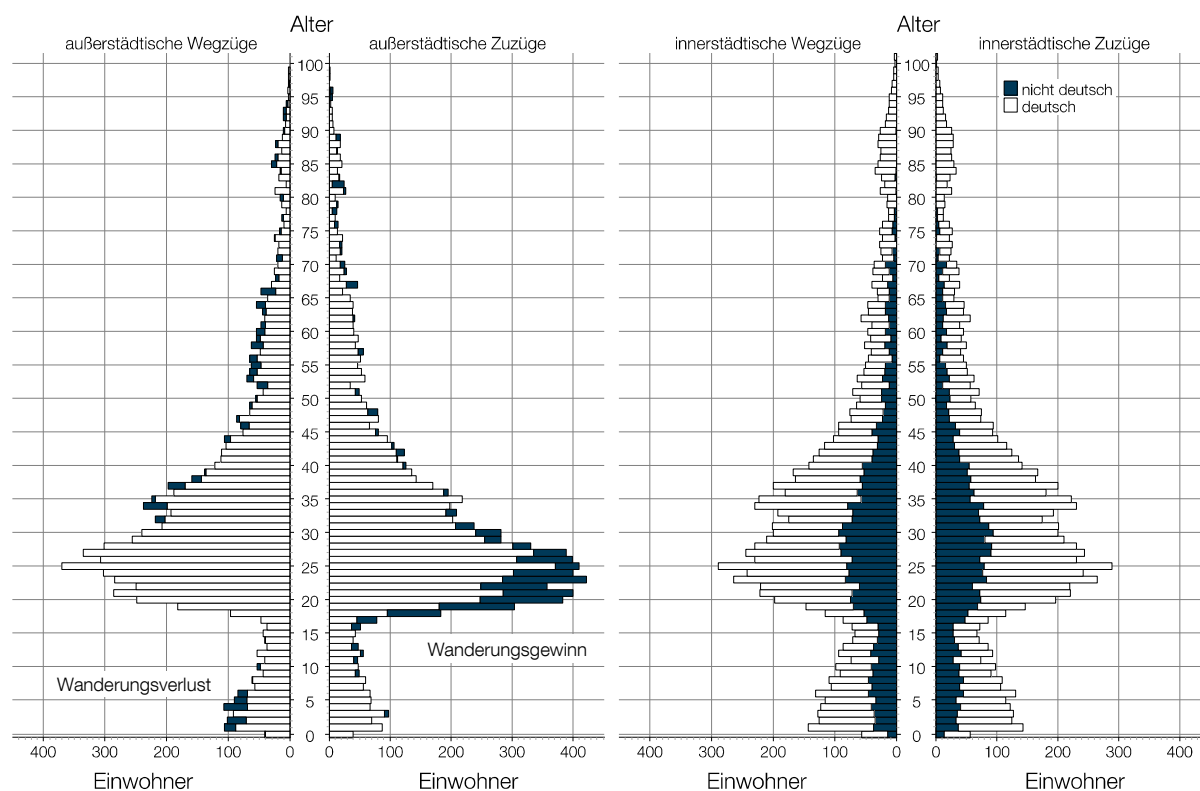 Alter
außerstädtische Wegzüge
außerstädtische Zuzüge
100
95
90
85
80
75
70
65
60
55
50
45
40
35
30
25
20
15
10
5
0
Wanderungsgewinn
Wanderungsverlust
400 300 200 100 0
0 100 200 300 400
Einwohner
Einwohner
Alter
innerstädtische Wegzüge
innerstädtische Zuzüge
nicht deutsch
deutsch
100
95
90
85
80
75
70
65
60
55
50
45
40
35
30
25
20
15
10
5
0
400 300 200 100 0
0 100 200 300 400
Einwohner
Einwohner